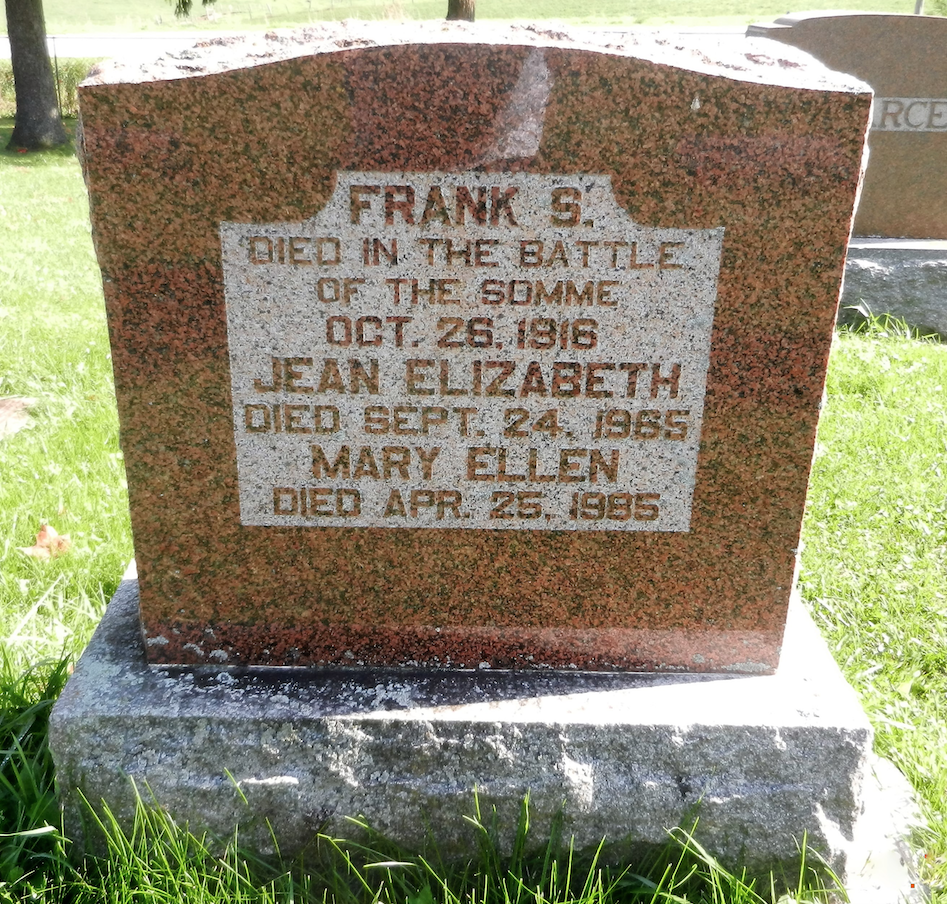 FRANK S.
DIED IN THE BATTLE
OF THE SOMME
OCT. 26, 1916
JEAN ELIZABETH
DIED SEPT. 24, 1965
MARY ELLEN
DIED APR. 25, 1985